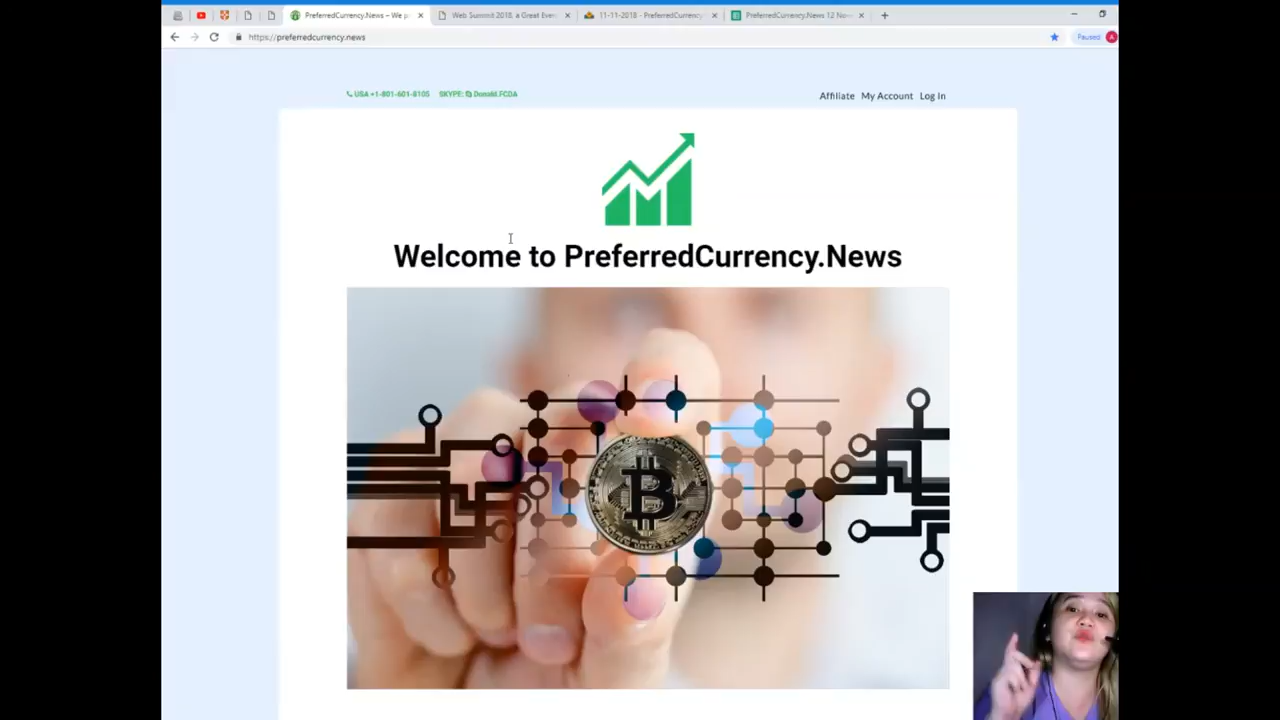 PreferredCurrency.News – We p
Web Summit 2018, a Great Even
11-11-2018 - PreferredCurrency
PreferredCurrency.News 12 Nov
https://preferredcurrency.news
Paused
A
USA +1-801-601-8105 SKYPE: Donald.FCDA
Affiliate My Account Log In
Welcome to PreferredCurrency.News